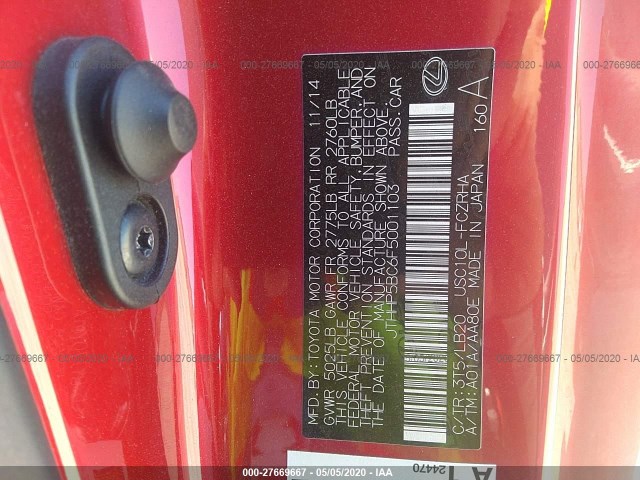 000-27669667 - 05/05/2020 - IAA
MFD. BY: TOYOTA MOTOR CORPORATION 11/14
GVWR 5025LB GAWR FR 2775LB RR 2760LB
THIS VEHICLE CONFORMS TO ALL APPLICABLE
FEDERAL MOTOR VEHICLE SAFETY, BUMPER, AND
THEFT PREVENTION STANDARDS IN EFFECT ON
THE DATE OF MANUFACTURE SHOWN ABOVE.
JTHHP5BC6F5001103 PASS. CAR
C/TR: 3T5/LB20 USC10L -FCZRHA
A/TM: A01A/AA80E MADE IN JAPAN
160 A
24470